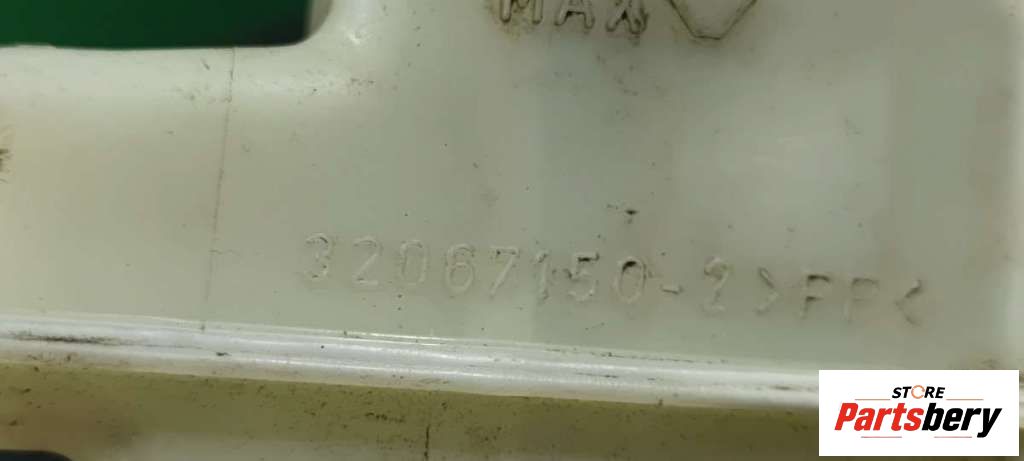 MAX
32067150-2 >PP<
STORE
Partsbery